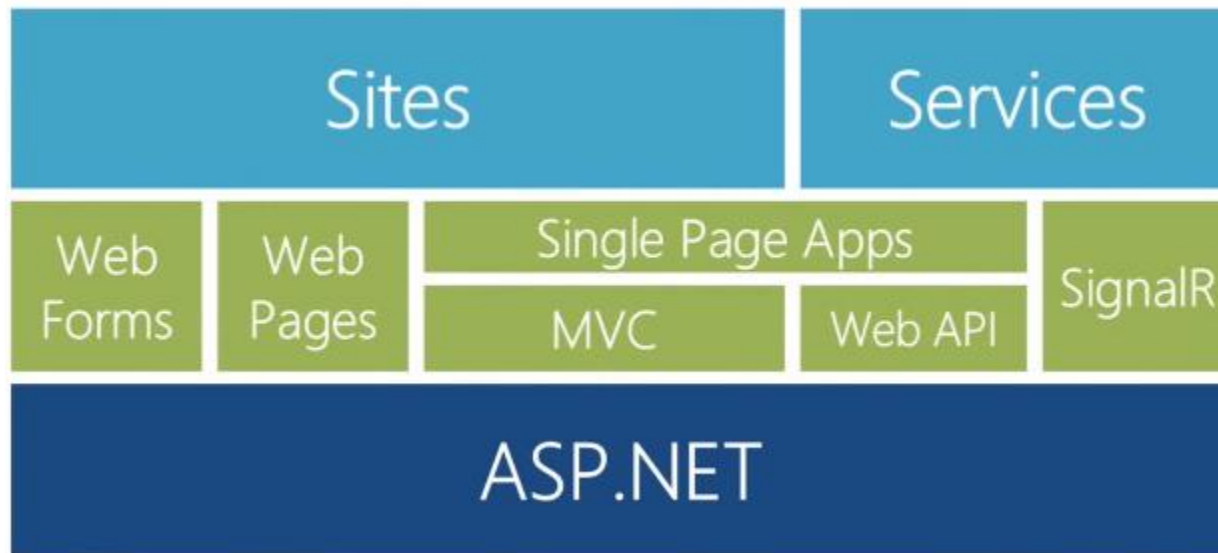 Sites
Services
Web
Forms
Web
Pages
Single Page Apps
MVC
Web API
SignalR
ASP.NET